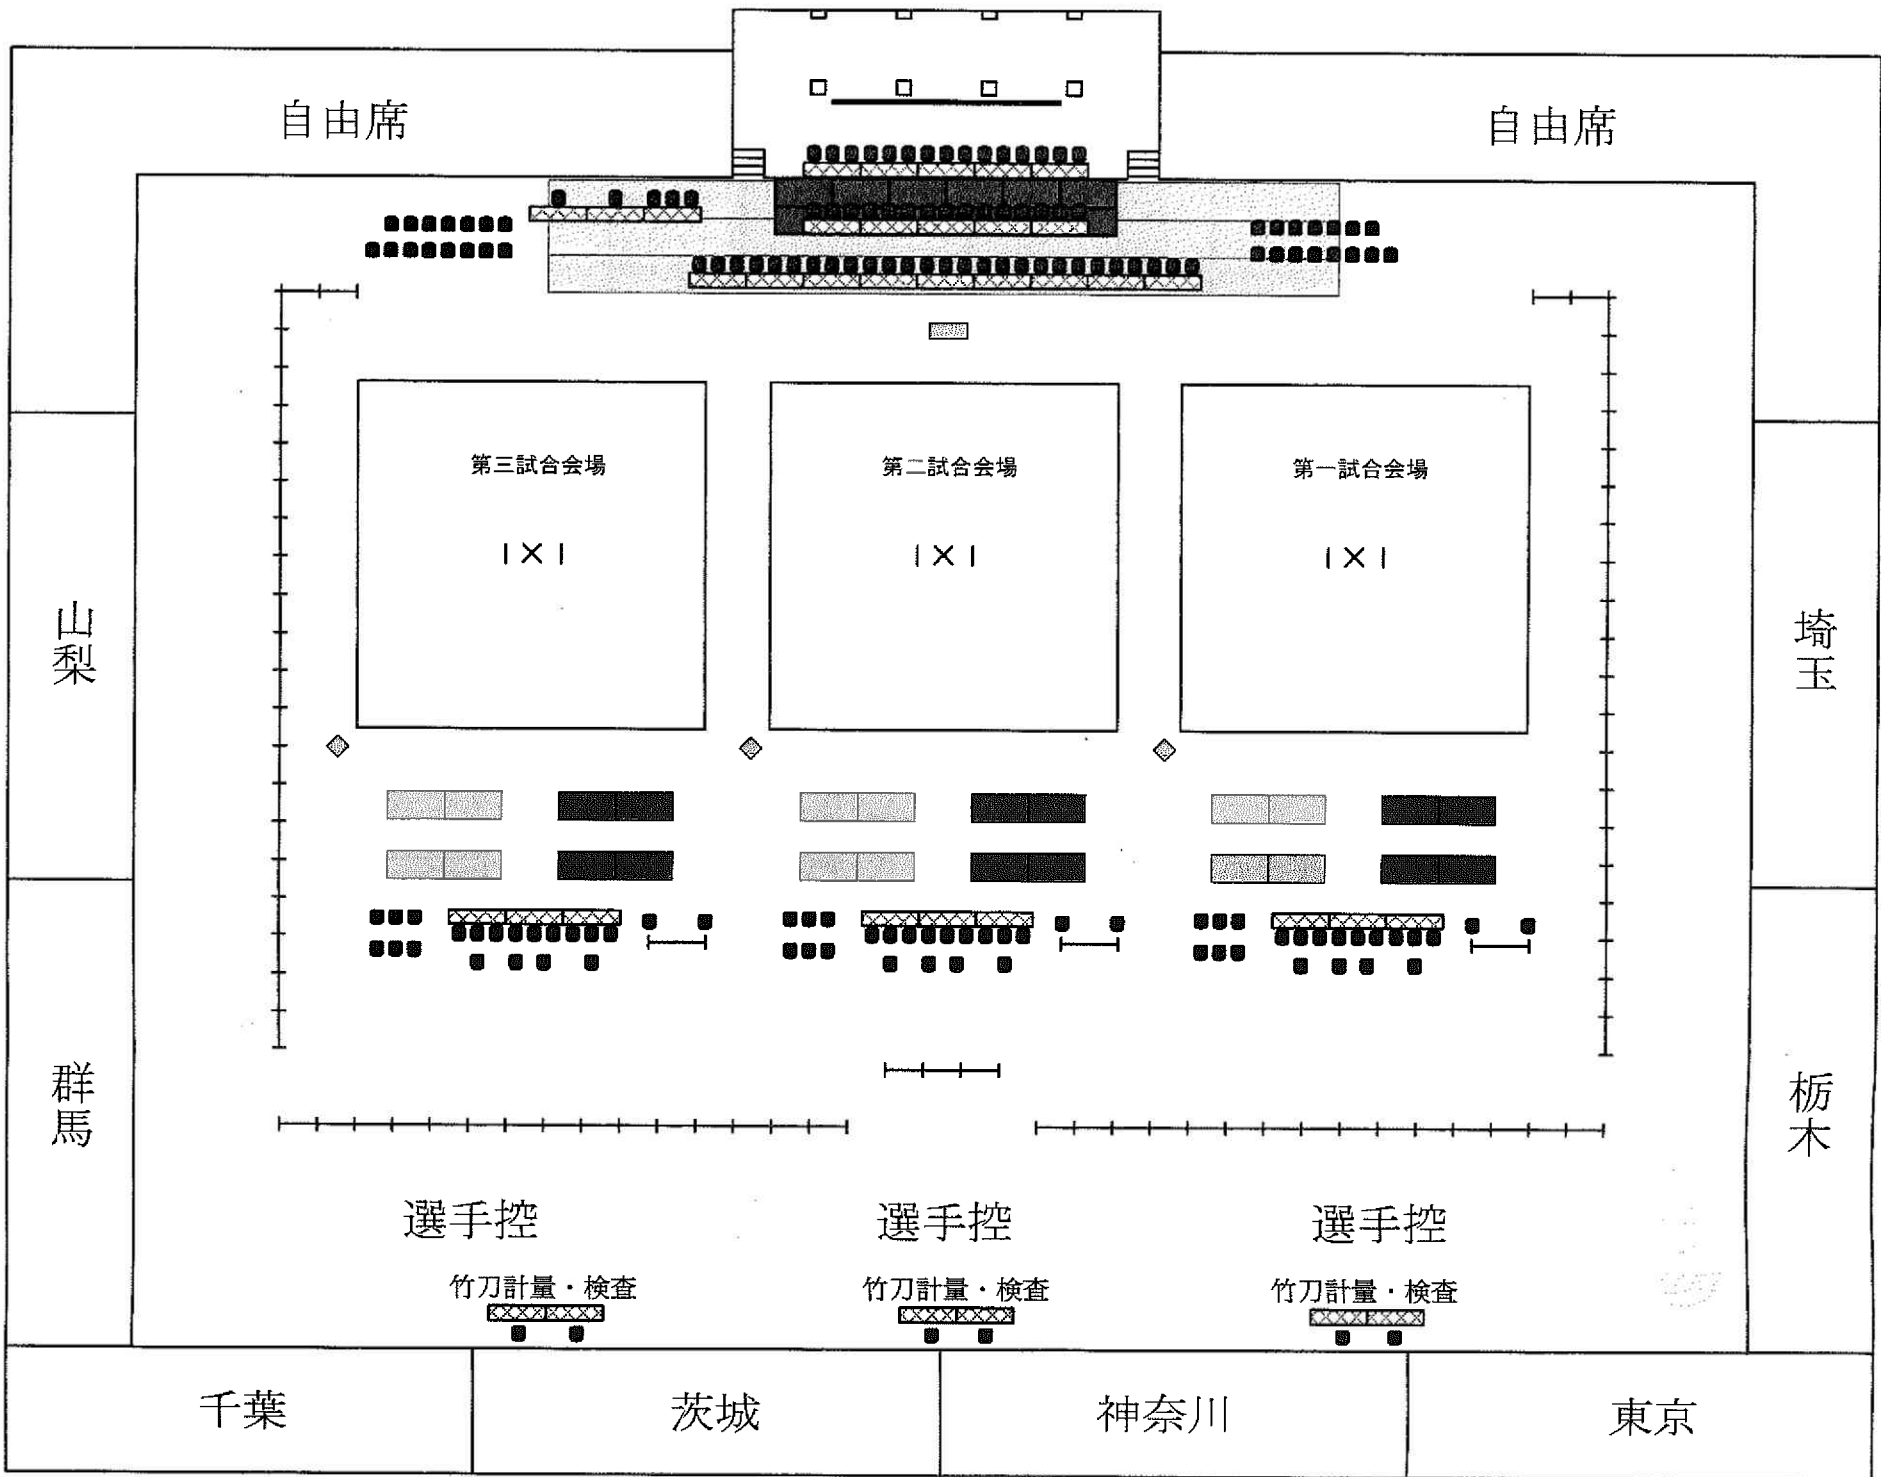 自由席
自由席
第三試合会場
第二試合会場
第一試合会場
山梨
埼玉
群馬
栃木
選手控
選手控
選手控
竹刀計量・検査
竹刀計量・検査
竹刀計量・検査
千葉
茨城
神奈川
東京